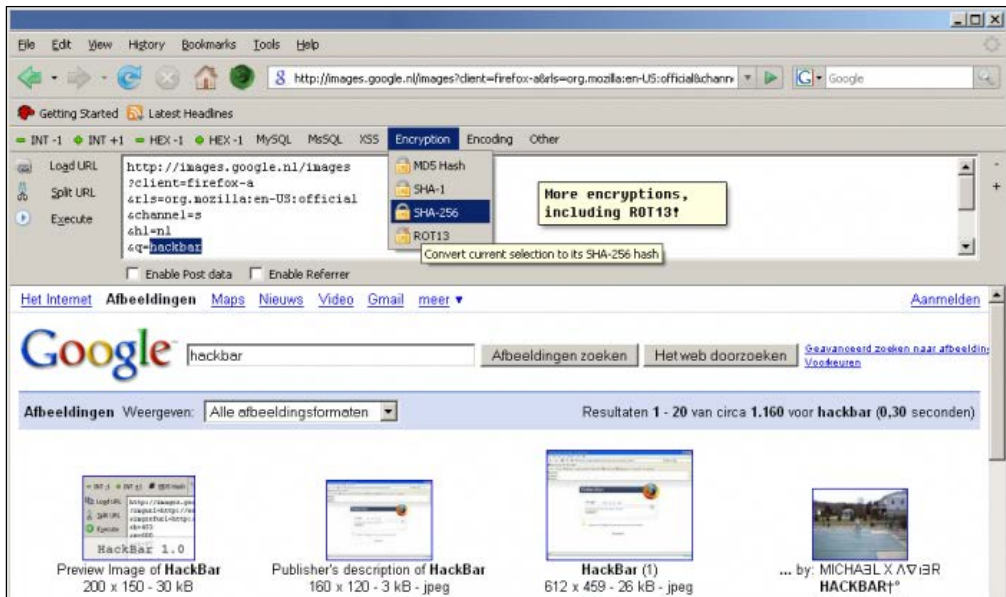 File Edit View History Bookmarks Tools Help
http://images.google.nl/images?client=firefox-a&rls=org.mozilla:en-US:official&chann
G Google
Getting Started Latest Headlines
INT -1 INT +1 HEX -1 HEX -1 MySQL MsSQL XSS Encryption Encoding Other
Load URL
Split URL
Execute
http://images.google.nl/images
?client=firefox-a
&rls=org.mozilla:en-US:official
&channel=s
&hl=nl
&q=hackbar
MD5 Hash
SHA-1
SHA-256
ROT13
Convert current selection to its SHA-256 hash
More encryptions,
including ROT13!
Enable Post data Enable Referrer
Het Internet Afbeeldingen Maps Nieuws Video Gmail meer ▼ Aanmelden
Google hackbar Afbeeldingen zoeken Het web doorzoeken
Geavanceerd zoeken naar afbeeldin
Voorkeuren
Afbeeldingen Weergeven: Alle afbeeldingsformaten Resultaten 1 - 20 van circa 1.160 voor hackbar (0,30 seconden)
HackBar 1.0
Preview Image of HackBar
200 x 150 - 30 kB
Publisher's description of HackBar
160 x 120 - 3 kB - jpeg
HackBar (1)
612 x 459 - 26 kB - jpeg
... by: MICHAƎL X ΛVιƎR
HACKBAR†°